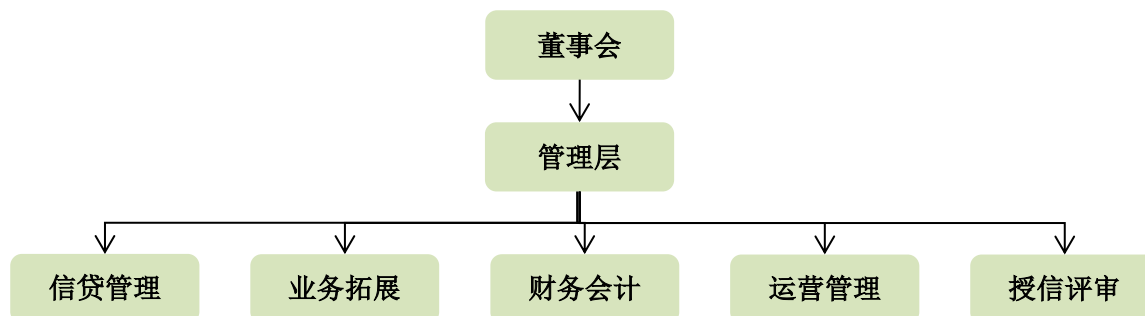 董事会
管理层
信贷管理
业务拓展
财务会计
运营管理
授信评审